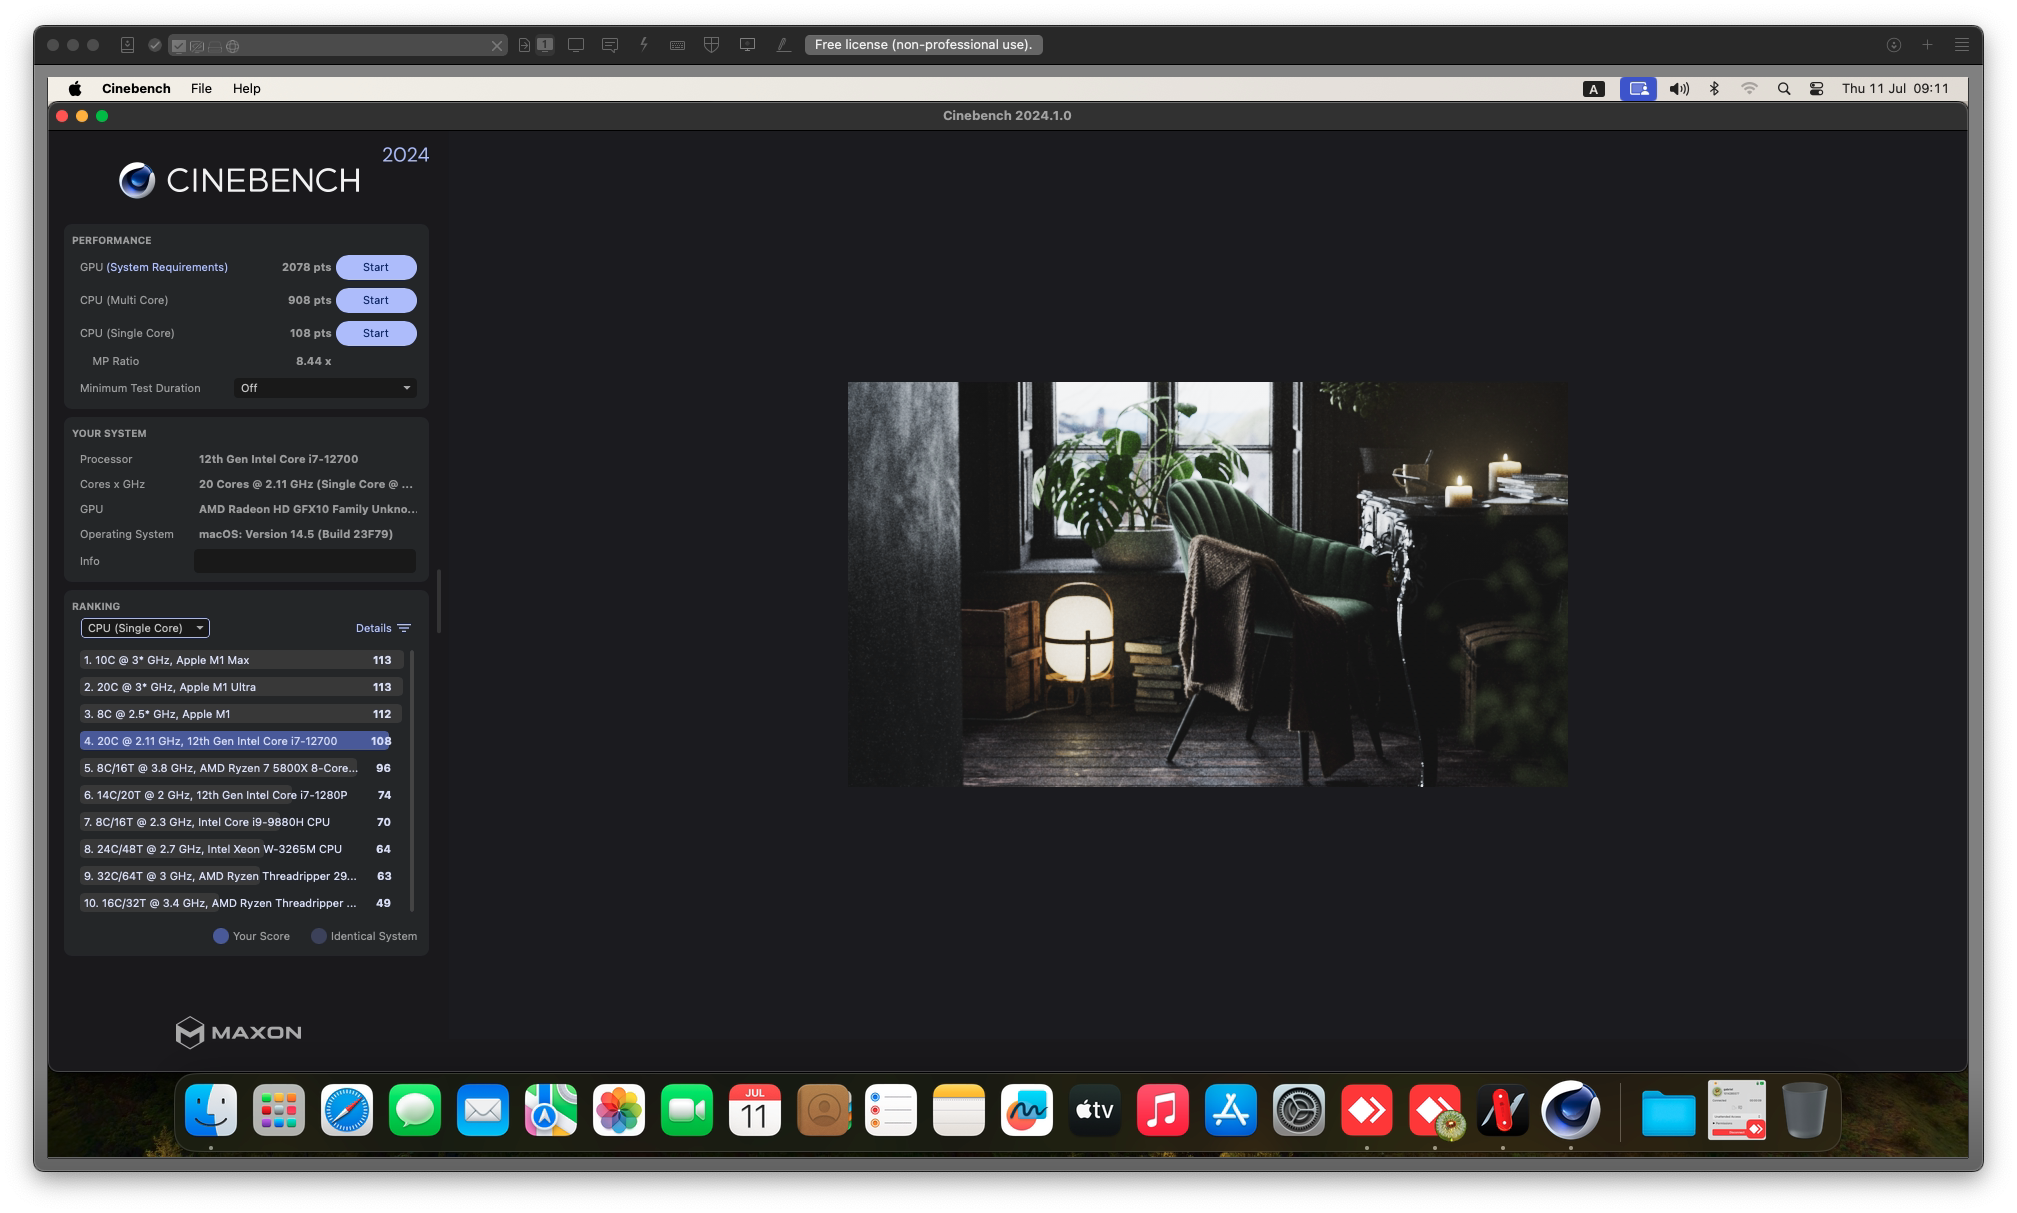 1
Free license (non-professional use).
Cinebench File Help
A
Thu 11 Jul 09:11
Cinebench 2024.1.0
2024
CINEBENCH
PERFORMANCE
GPU (System Requirements) 2078 pts Start
CPU (Multi Core) 908 pts Start
CPU (Single Core) 108 pts Start
MP Ratio 8.44 x
Minimum Test Duration Off
YOUR SYSTEM
Processor 12th Gen Intel Core i7-12700
Cores x GHz 20 Cores @ 2.11 GHz (Single Core @ ...
GPU AMD Radeon HD GFX10 Family Unkno...
Operating System macOS: Version 14.5 (Build 23F79)
Info
RANKING
CPU (Single Core) Details
1. 10C @ 3* GHz, Apple M1 Max 113
2. 20C @ 3* GHz, Apple M1 Ultra 113
3. 8C @ 2.5* GHz, Apple M1 112
4. 20C @ 2.11 GHz, 12th Gen Intel Core i7-12700 108
5. 8C/16T @ 3.8 GHz, AMD Ryzen 7 5800X 8-Core... 96
6. 14C/20T @ 2 GHz, 12th Gen Intel Core i7-1280P 74
7. 8C/16T @ 2.3 GHz, Intel Core i9-9880H CPU 70
8. 24C/48T @ 2.7 GHz, Intel Xeon W-3265M CPU 64
9. 32C/64T @ 3 GHz, AMD Ryzen Threadripper 29... 63
10. 16C/32T @ 3.4 GHz, AMD Ryzen Threadripper ... 49
Your Score Identical System
MAXON
JUL
11
tv